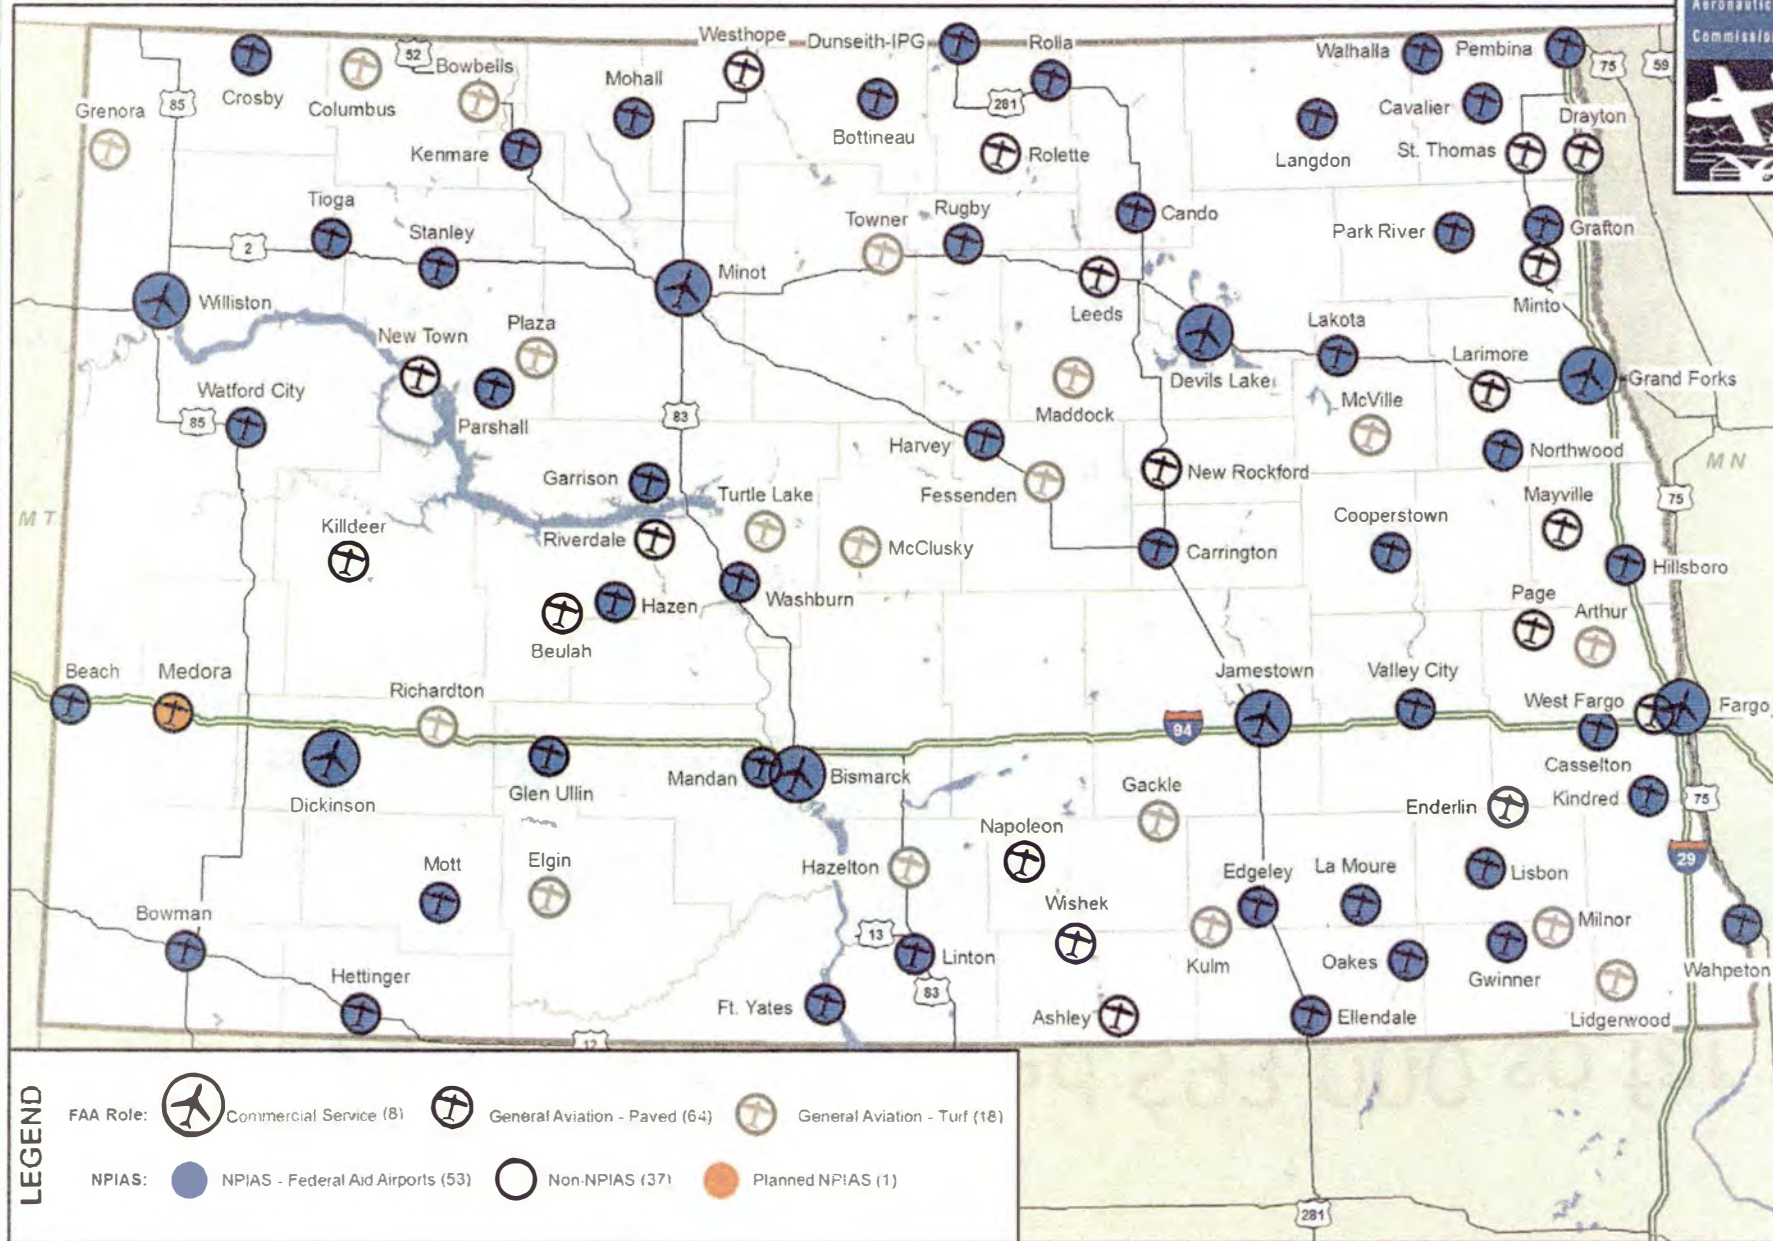 Aeronautics
Commission
Westhope
Dunseith-IPG
Rolla
Walhalla
Pembina
52
Bowbells
75
59
Mohall
Crosby
Columbus
85
281
Cavalier
Drayton
Grenora
Bottineau
Kenmare
Rolette
Langdon
St. Thomas
Tioga
Stanley
Towner
Rugby
Cando
Park River
Grafton
2
Minot
Williston
Leeds
Minto
New Town
Plaza
Lakota
Larimore
Watford City
Devils Lake
Grand Forks
85
Parshall
83
Maddock
McVille
Harvey
Northwood
MN
Garrison
Turtle Lake
Fessenden
New Rockford
Mayville
75
MT
Killdeer
Riverdale
McClusky
Cooperstown
Carrington
Hillsboro
Hazen
Washburn
Page
Arthur
Beulah
Beach
Medora
Richardton
Jamestown
Valley City
West Fargo
Fargo
94
Mandan
Bismarck
Casselton
Dickinson
Glen Ullin
Gackle
Enderlin
Kindred
75
Napoleon
Mott
Elgin
Hazelton
Edgeley
La Moure
Lisbon
29
Bowman
Wishek
Milnor
13
Linton
Kulm
Oakes
Gwinner
Wahpeton
Hettinger
83
Ft. Yates
Ashley
Ellendale
Lidgerwood
12
LEGEND
FAA Role:
Commercial Service (8)
General Aviation - Paved (64)
General Aviation - Turf (18)
NPIAS:
NPIAS - Federal Aid Airports (53)
Non-NPIAS (37)
Planned NPIAS (1)
281